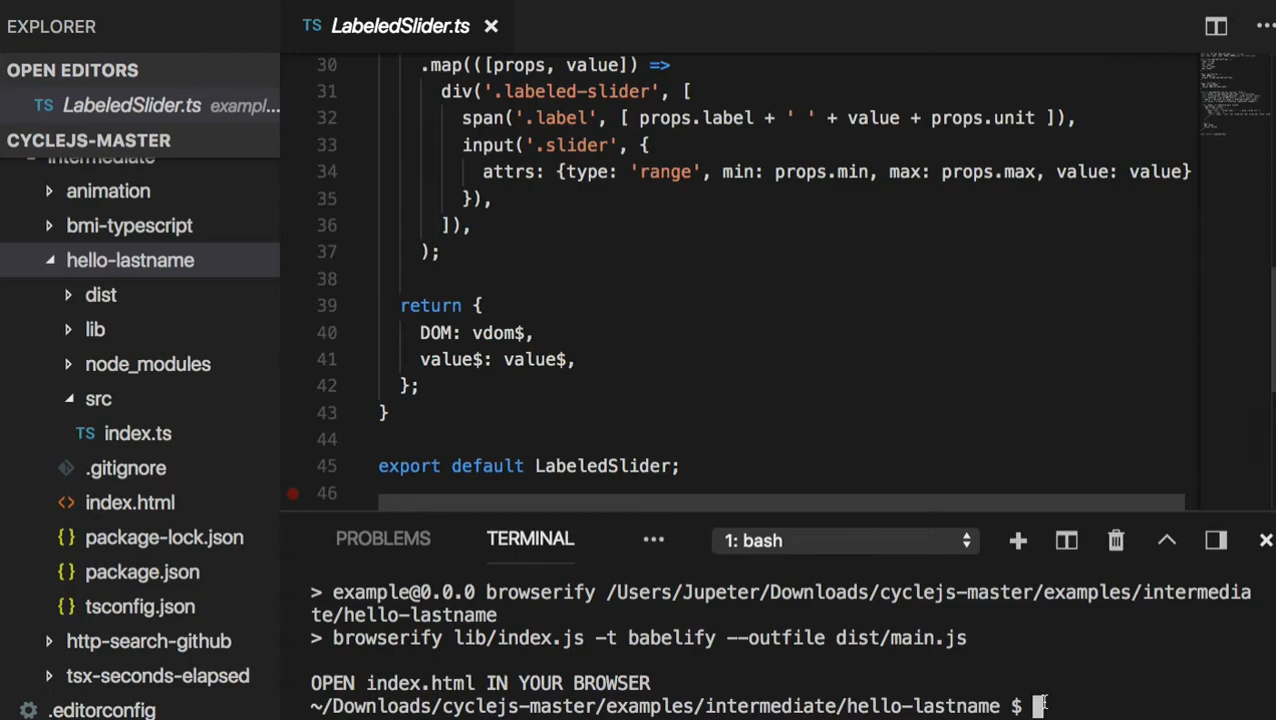 EXPLORER
OPEN EDITORS
TS LabeledSlider.ts exampl...
CYCLEJS-MASTER
intermediate
animation
bmi-typescript
hello-lastname
dist
lib
node_modules
src
TS index.ts
.gitignore
<> index.html
{} package-lock.json
{} package.json
{} tsconfig.json
http-search-github
tsx-seconds-elapsed
.editorconfig
TS LabeledSlider.ts ×
30 .map(([props, value]) =>
31 div('.labeled-slider', [
32 span('.label', [ props.label + ' ' + value + props.unit ]),
33 input('.slider', {
34 attrs: {type: 'range', min: props.min, max: props.max, value: value}
35 }),
36 ]),
37 );
38
39 return {
40 DOM: vdom$,
41 value$: value$,
42 };
43 }
44
45 export default LabeledSlider;
46
PROBLEMS TERMINAL ... 1: bash
> example@0.0.0 browserify /Users/Jupeter/Downloads/cyclejs-master/examples/intermedia
te/hello-lastname
> browserify lib/index.js -t babelify --outfile dist/main.js
OPEN index.html IN YOUR BROWSER
~/Downloads/cyclejs-master/examples/intermediate/hello-lastname $